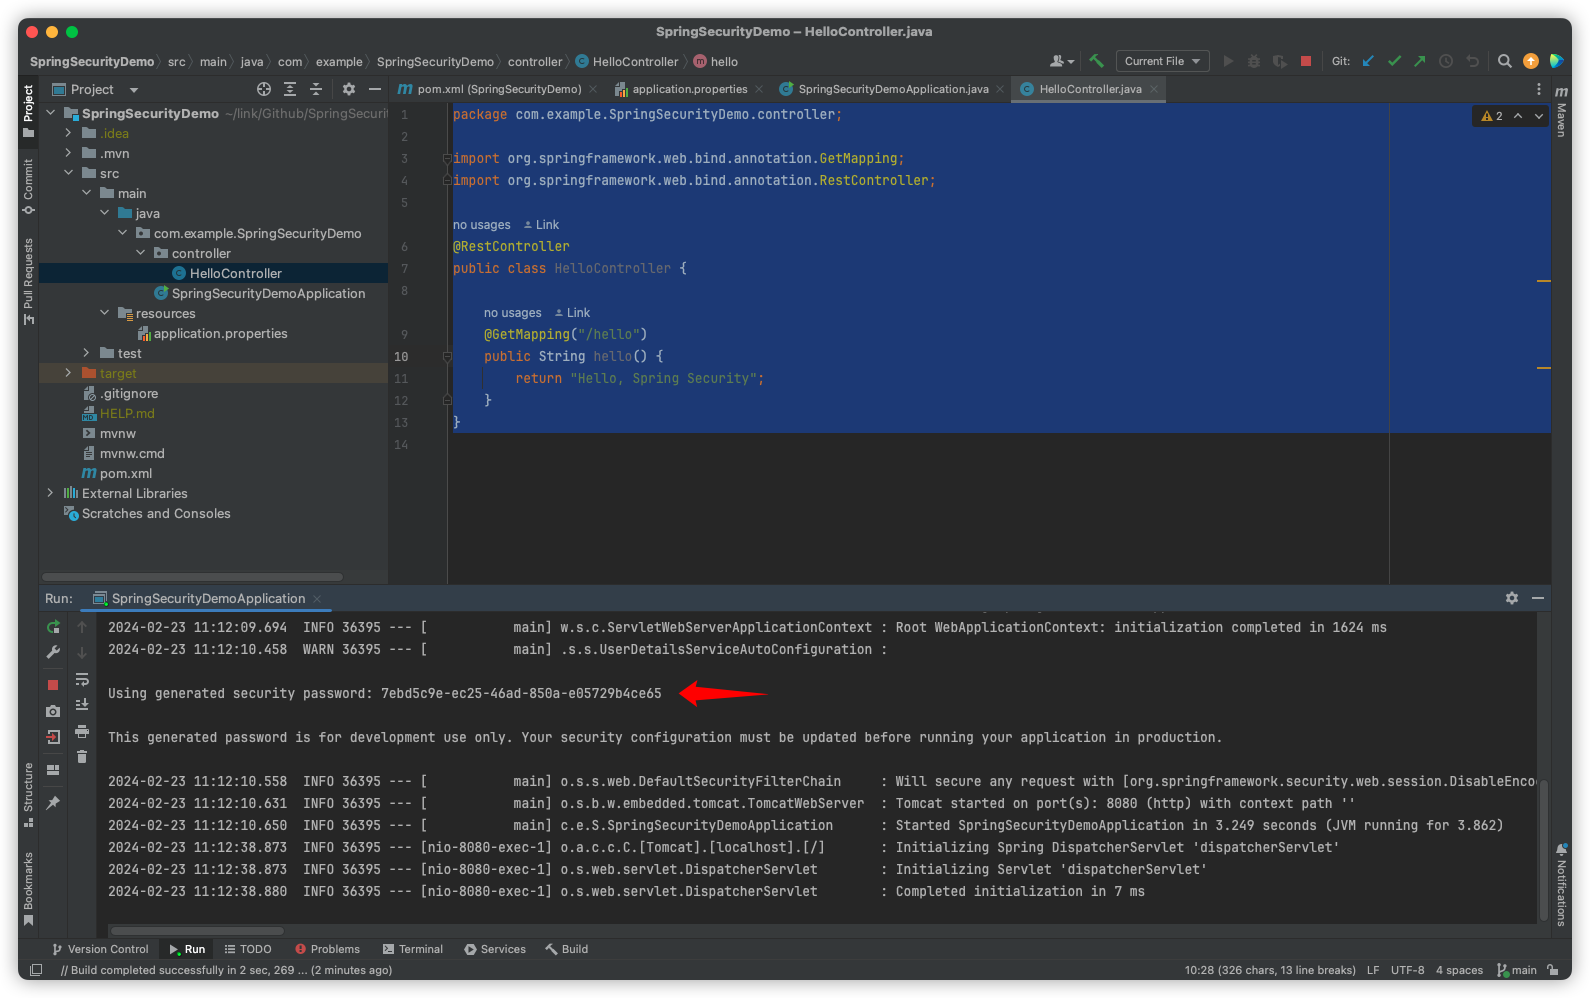 SpringSecurityDemo – HelloController.java
SpringSecurityDemo src main java com example SpringSecurityDemo controller HelloController hello
Current File
Git:
Project
pom.xml (SpringSecurityDemo)
application.properties
SpringSecurityDemoApplication.java
HelloController.java
Project
Commit
Pull Requests
Structure
Bookmarks
SpringSecurityDemo ~/link/Github/SpringSecurit
.idea
.mvn
src
main
java
com.example.SpringSecurityDemo
controller
HelloController
SpringSecurityDemoApplication
resources
application.properties
test
target
.gitignore
HELP.md
mvnw
mvnw.cmd
pom.xml
External Libraries
Scratches and Consoles
1 package com.example.SpringSecurityDemo.controller;
2
3 import org.springframework.web.bind.annotation.GetMapping;
4 import org.springframework.web.bind.annotation.RestController;
5
no usages Link
6 @RestController
7 public class HelloController {
8
no usages Link
9 @GetMapping("/hello")
10 public String hello() {
11 return "Hello, Spring Security";
12 }
13 }
14
2
Maven
Notifications
Run: SpringSecurityDemoApplication
2024-02-23 11:12:09.694 INFO 36395 --- [ main] w.s.c.ServletWebServerApplicationContext : Root WebApplicationContext: initialization completed in 1624 ms
2024-02-23 11:12:10.458 WARN 36395 --- [ main] .s.s.UserDetailsServiceAutoConfiguration :
Using generated security password: 7ebd5c9e-ec25-46ad-850a-e05729b4ce65
This generated password is for development use only. Your security configuration must be updated before running your application in production.
2024-02-23 11:12:10.558 INFO 36395 --- [ main] o.s.s.web.DefaultSecurityFilterChain : Will secure any request with [org.springframework.security.web.session.DisableEnco
2024-02-23 11:12:10.631 INFO 36395 --- [ main] o.s.b.w.embedded.tomcat.TomcatWebServer : Tomcat started on port(s): 8080 (http) with context path ''
2024-02-23 11:12:10.650 INFO 36395 --- [ main] c.e.S.SpringSecurityDemoApplication : Started SpringSecurityDemoApplication in 3.249 seconds (JVM running for 3.862)
2024-02-23 11:12:38.873 INFO 36395 --- [nio-8080-exec-1] o.a.c.c.C.[Tomcat].[localhost].[/] : Initializing Spring DispatcherServlet 'dispatcherServlet'
2024-02-23 11:12:38.873 INFO 36395 --- [nio-8080-exec-1] o.s.web.servlet.DispatcherServlet : Initializing Servlet 'dispatcherServlet'
2024-02-23 11:12:38.880 INFO 36395 --- [nio-8080-exec-1] o.s.web.servlet.DispatcherServlet : Completed initialization in 7 ms
Version Control Run TODO Problems Terminal Services Build
// Build completed successfully in 2 sec, 269 ... (2 minutes ago)
10:28 (326 chars, 13 line breaks) LF UTF-8 4 spaces main